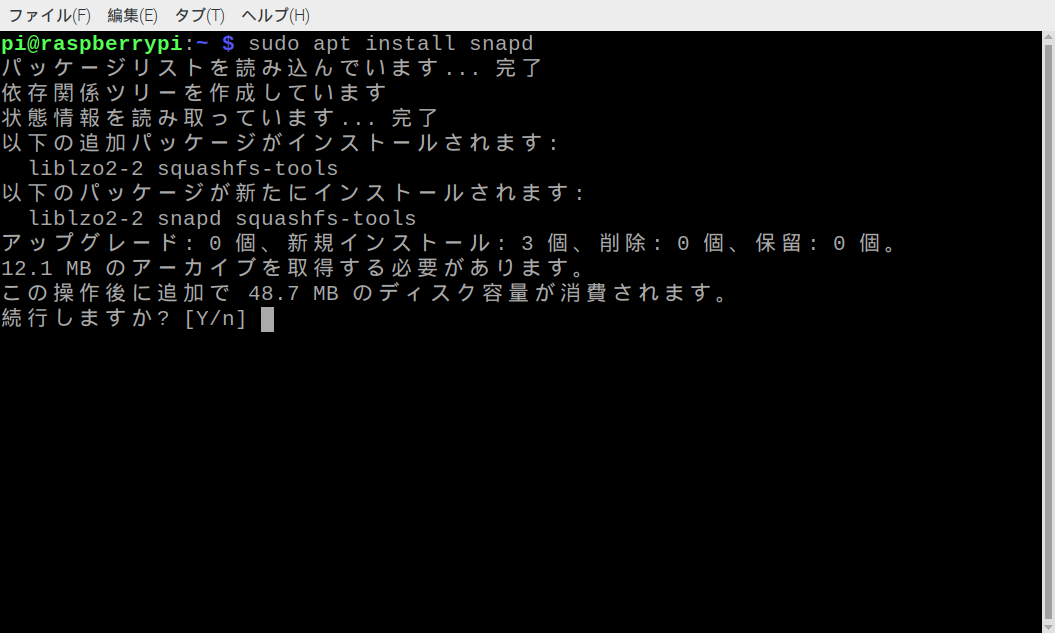 ファイル(F) 編集(E) タブ(T) ヘルプ(H)
pi@raspberrypi:~ $ sudo apt install snapd
パッケージリストを読み込んでいます... 完了
依存関係ツリーを作成しています
状態情報を読み取っています... 完了
以下の追加パッケージがインストールされます:
  liblzo2-2 squashfs-tools
以下のパッケージが新たにインストールされます:
  liblzo2-2 snapd squashfs-tools
アップグレード: 0 個、新規インストール: 3 個、削除: 0 個、保留: 0 個。
12.1 MB のアーカイブを取得する必要があります。
この操作後に追加で 48.7 MB のディスク容量が消費されます。
続行しますか? [Y/n]